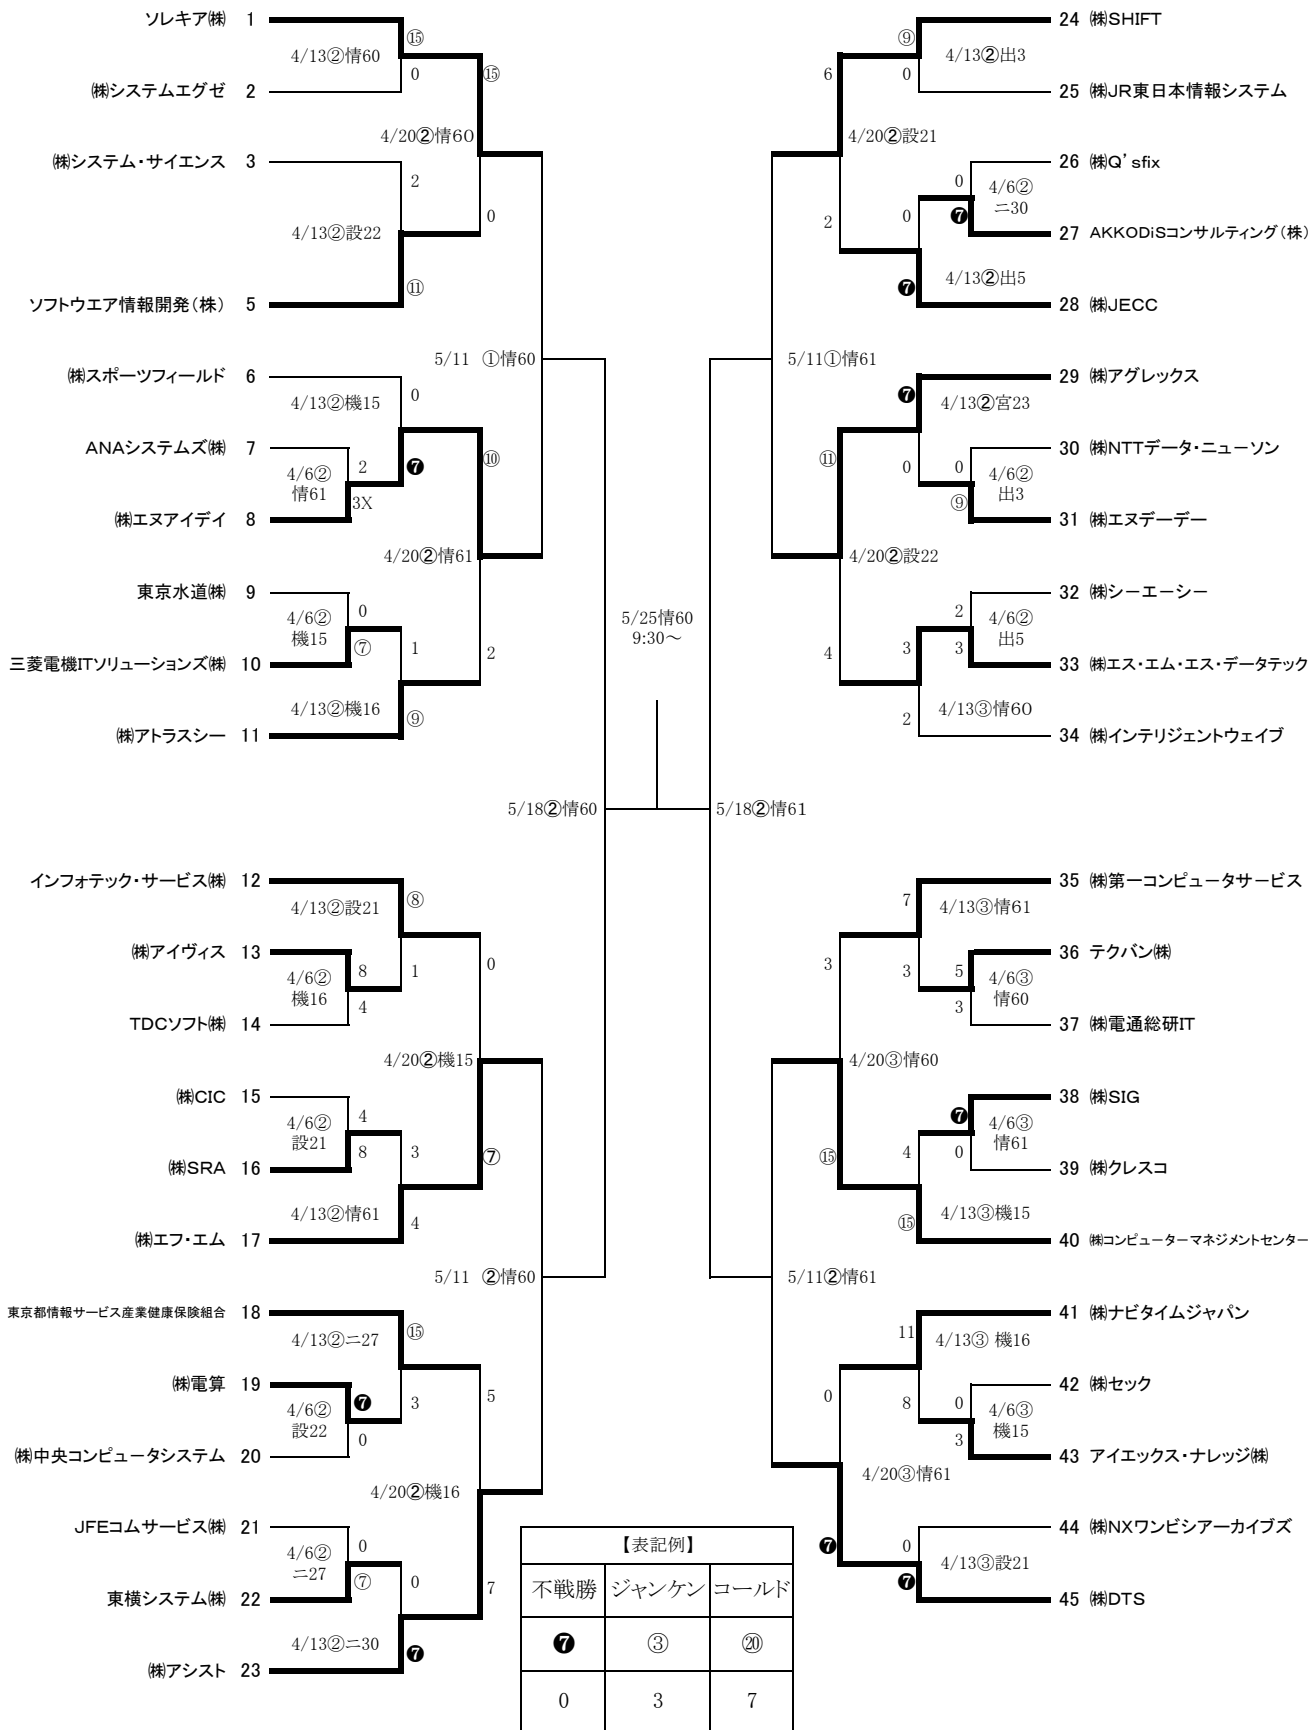 ソレキア㈱ 1
4/13②情60
⑮
0
㈱システムエグゼ 2
⑮
4/20②情60
㈱システム・サイエンス 3
2
4/13②設22
0
⑪
ソフトウエア情報開発(株) 5
5/11 ①情60
㈱スポーツフィールド 6
4/13②機15
0
ANAシステムズ㈱ 7
4/6②
情61
2
❼
⑩
3X
㈱エヌアイデイ 8
4/20②情61
東京水道㈱ 9
4/6②
機15
0
⑦
1
2
三菱電機ITソリューションズ㈱ 10
4/13②機16
⑨
㈱アトラスシー 11
5/18②情60
インフォテック・サービス㈱ 12
4/13②設21
⑧
㈱アイヴィス 13
4/6②
機16
8
1
0
4
TDCソフト㈱ 14
4/20②機15
㈱CIC 15
4/6②
設21
4
8
3
⑦
㈱SRA 16
4/13②情61
4
㈱エフ・エム 17
5/11 ②情60
東京都情報サービス産業健康保険組合 18
4/13②ニ27
⑮
㈱電算 19
4/6②
設22
❼
3
5
0
㈱中央コンピュータシステム 20
4/20②機16
JFEコムサービス㈱ 21
4/6②
ニ27
0
⑦
0
7
東横システム㈱ 22
4/13②ニ30
❼
㈱アシスト 23
5/25情60
9:30～
24 ㈱SHIFT
⑨
4/13②出3
6
0
25 ㈱JR東日本情報システム
4/20②設21
26 ㈱Q’sfix
0
4/6②
ニ30
❼
0
2
27 AKKODiSコンサルティング(株)
4/13②出5
❼
28 ㈱JECC
5/11①情61
29 ㈱アグレックス
❼
4/13②宮23
30 ㈱NTTデータ・ニューソン
⑪
0
0
4/6②
出3
⑨
31 ㈱エヌデーデー
4/20②設22
32 ㈱シーエーシー
2
4/6②
出5
4
3
3
33 ㈱エス・エム・エス・データテック
4/13③情60
2
34 ㈱インテリジェントウェイブ
5/18②情61
35 ㈱第一コンピュータサービス
7
4/13③情61
36 テクバン㈱
3
3
5
4/6③
情60
3
37 ㈱電通総研IT
4/20③情60
38 ㈱SIG
❼
4/6③
情61
⑮
4
0
39 ㈱クレスコ
4/13③機15
⑮
40 ㈱コンピューターマネジメントセンター
5/11②情61
41 ㈱ナビタイムジャパン
11
4/13③ 機16
42 ㈱セック
0
8
0
4/6③
機15
3
43 アイエックス・ナレッジ㈱
4/20③情61
44 ㈱NXワンビシアーカイブズ
❼
0
4/13③設21
❼
45 ㈱DTS
【表記例】
不戦勝 ジャンケン コールド
❼ ③ ⑳
0 3 7